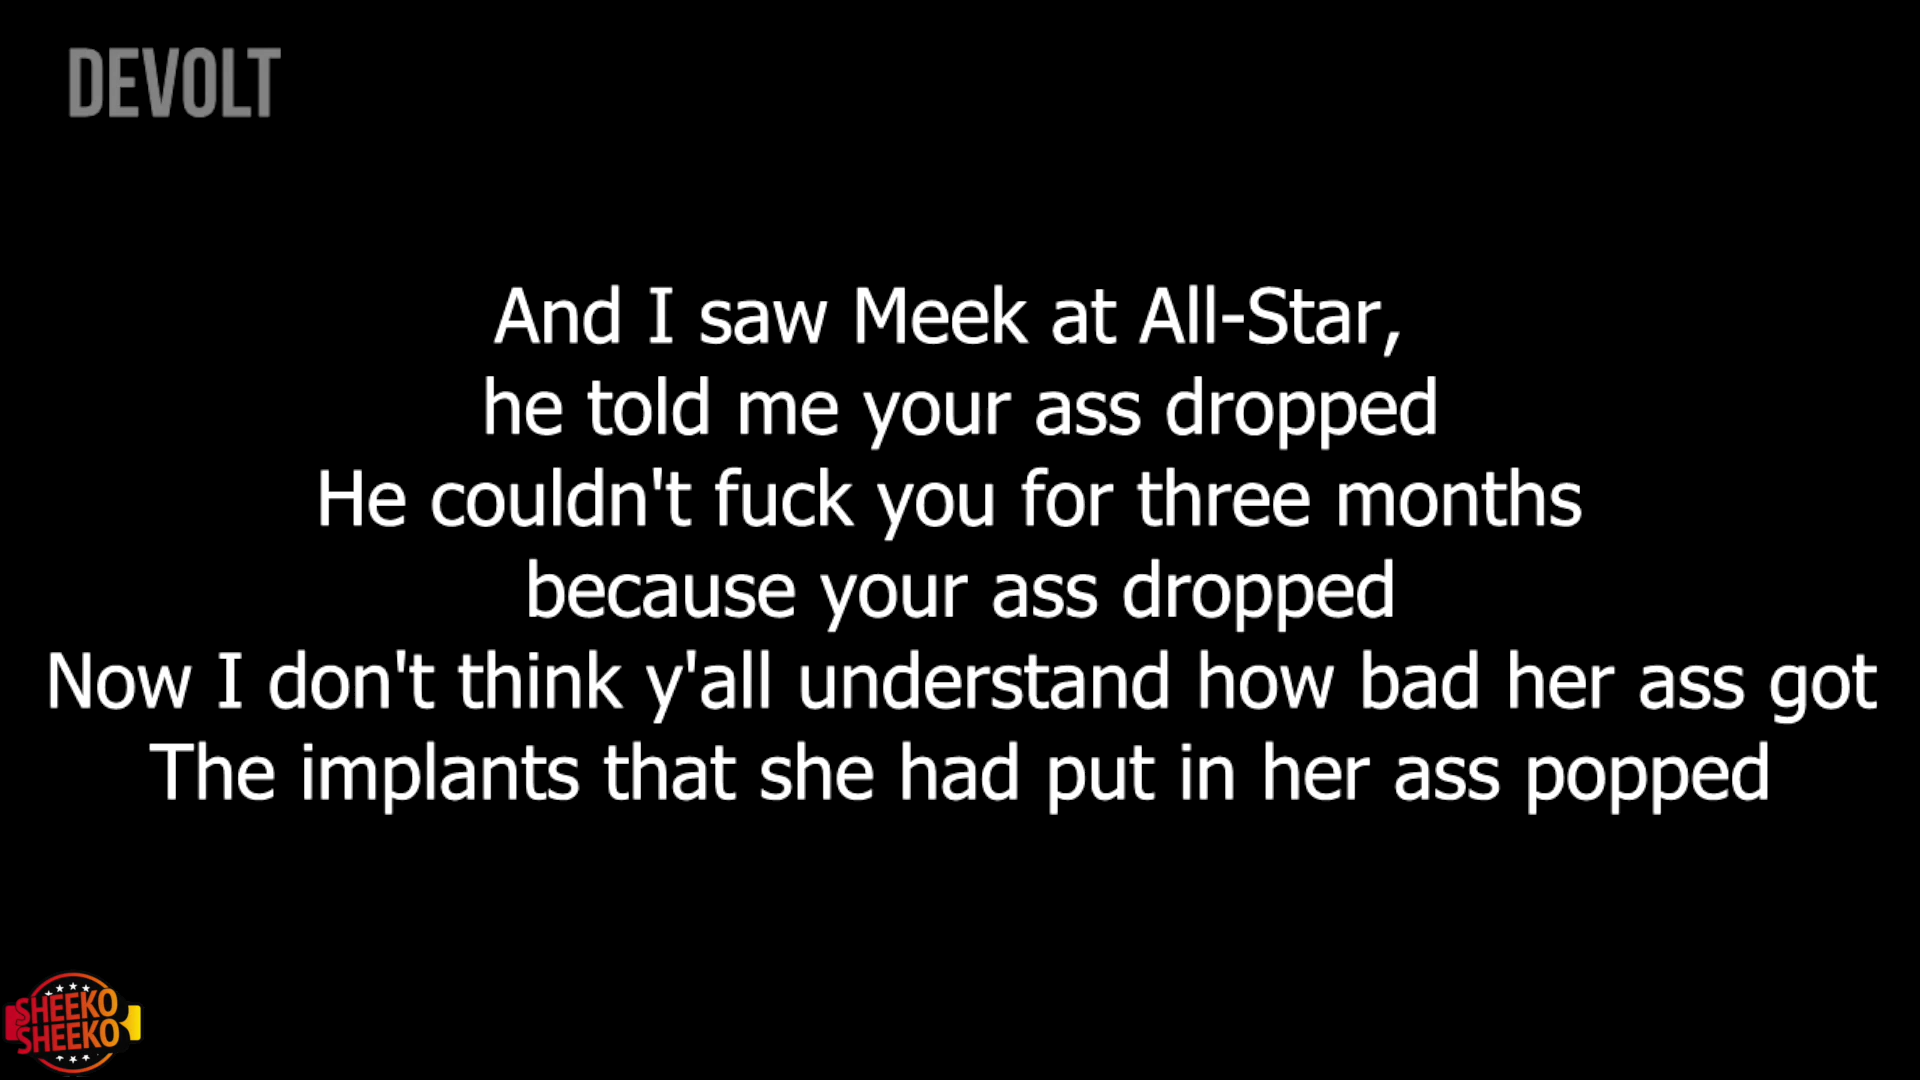 DEVOLT
And I saw Meek at All-Star,
he told me your ass dropped
He couldn't fuck you for three months
because your ass dropped
Now I don't think y'all understand how bad her ass got
The implants that she had put in her ass popped
SHEEKO
SHEEKO